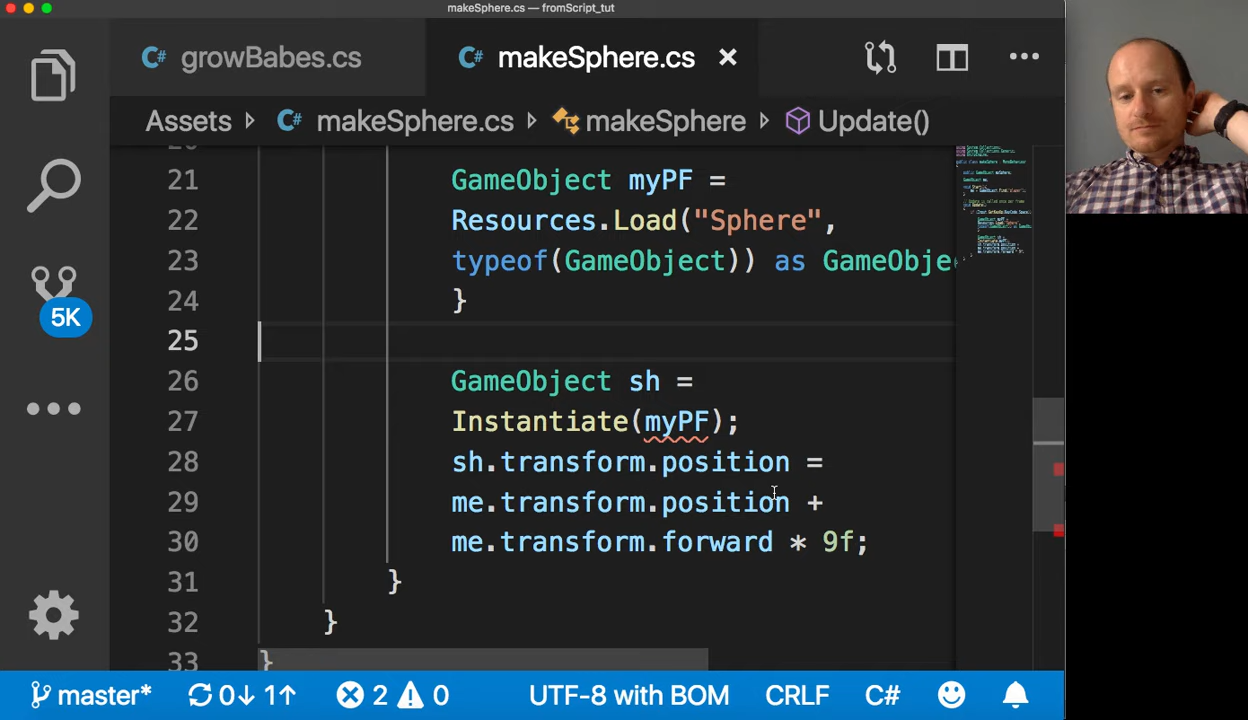 makeSphere.cs — fromScript_tut
growBabes.cs
makeSphere.cs
Assets makeSphere.cs makeSphere Update()
21 GameObject myPF =
22 Resources.Load("Sphere",
23 typeof(GameObject)) as GameObje
24 }
25
26 GameObject sh =
27 Instantiate(myPF);
28 sh.transform.position =
29 me.transform.position +
30 me.transform.forward * 9f;
31 }
32 }
33 }
5K
master* 0↓ 1↑ 2 0 UTF-8 with BOM CRLF C#